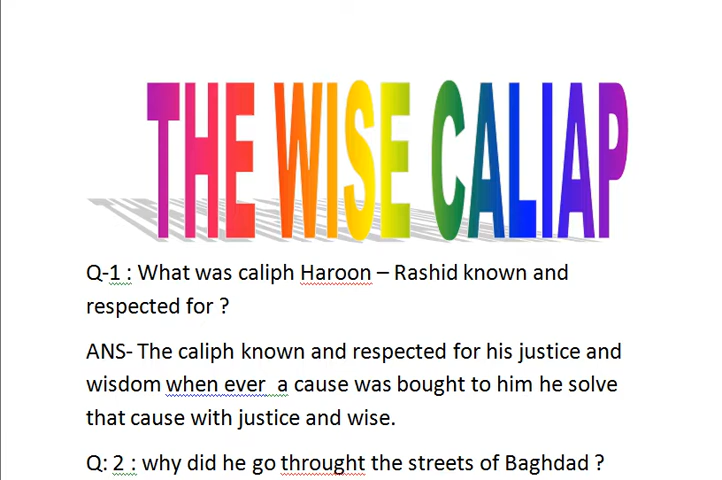 THE WISE CALIAP
Q-1 : What was caliph Haroon – Rashid known and
respected for ?
ANS- The caliph known and respected for his justice and
wisdom when ever  a cause was bought to him he solve
that cause with justice and wise.
Q: 2 : why did he go throught the streets of Baghdad ?